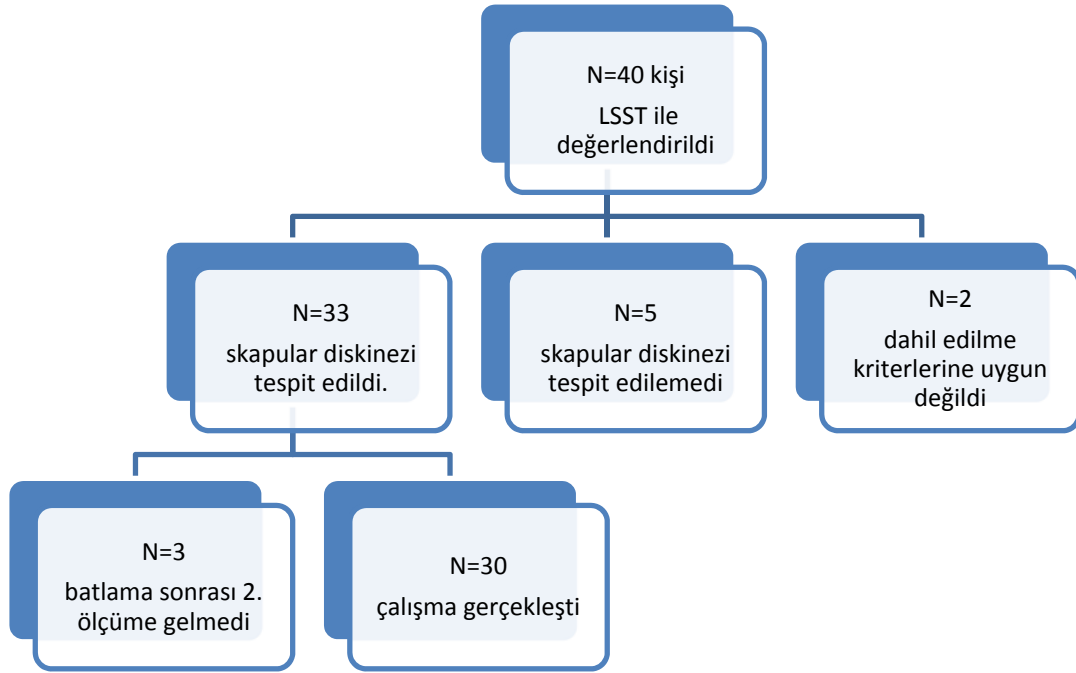 N=40 kişi
LSST ile
değerlendirildi
N=33
skapular diskinezi
tespit edildi.
N=5
skapular diskinezi
tespit edilemedi
N=2
dahil edilme
kriterlerine uygun
değildi
N=3
batlama sonrası 2.
ölçüme gelmedi
N=30
çalışma gerçekleşti